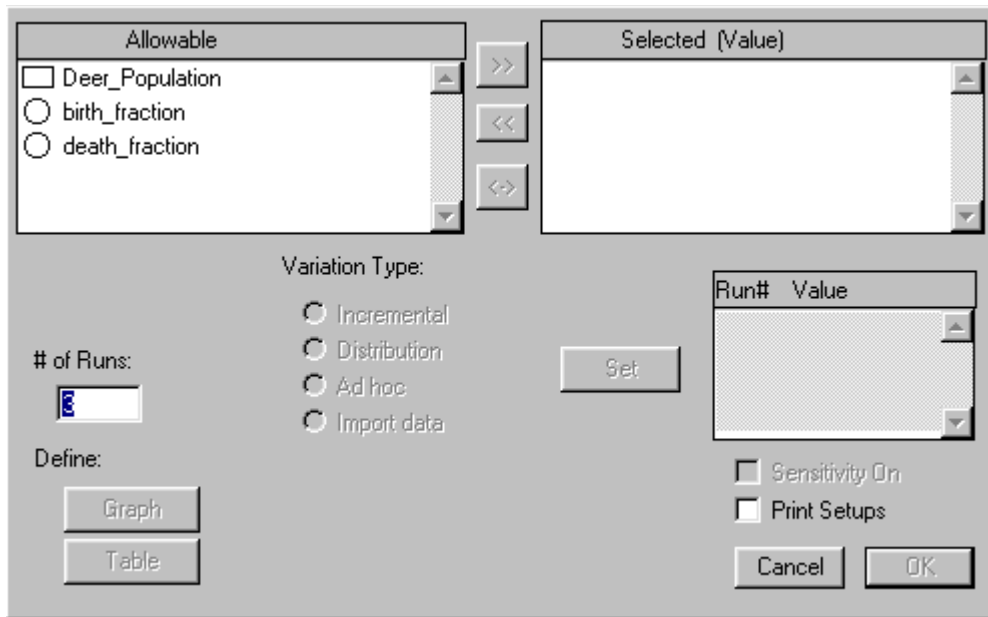 Allowable
Deer_Population
birth_fraction
death_fraction
>>
<<
<->
Selected (Value)
Variation Type:
Incremental
Distribution
Ad hoc
Import data
# of Runs:
3
Define:
Graph
Table
Set
Run# Value
Sensitivity On
Print Setups
Cancel
OK